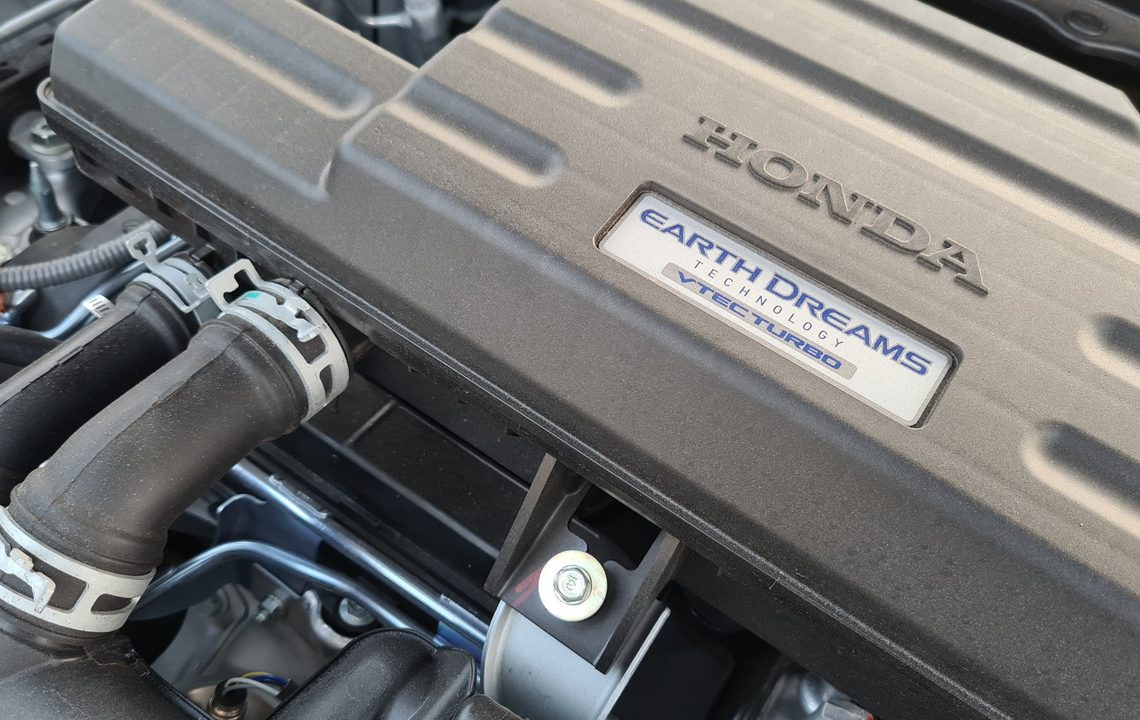 HONDA
EARTH DREAMS
TECHNOLOGY
VTEC TURBO